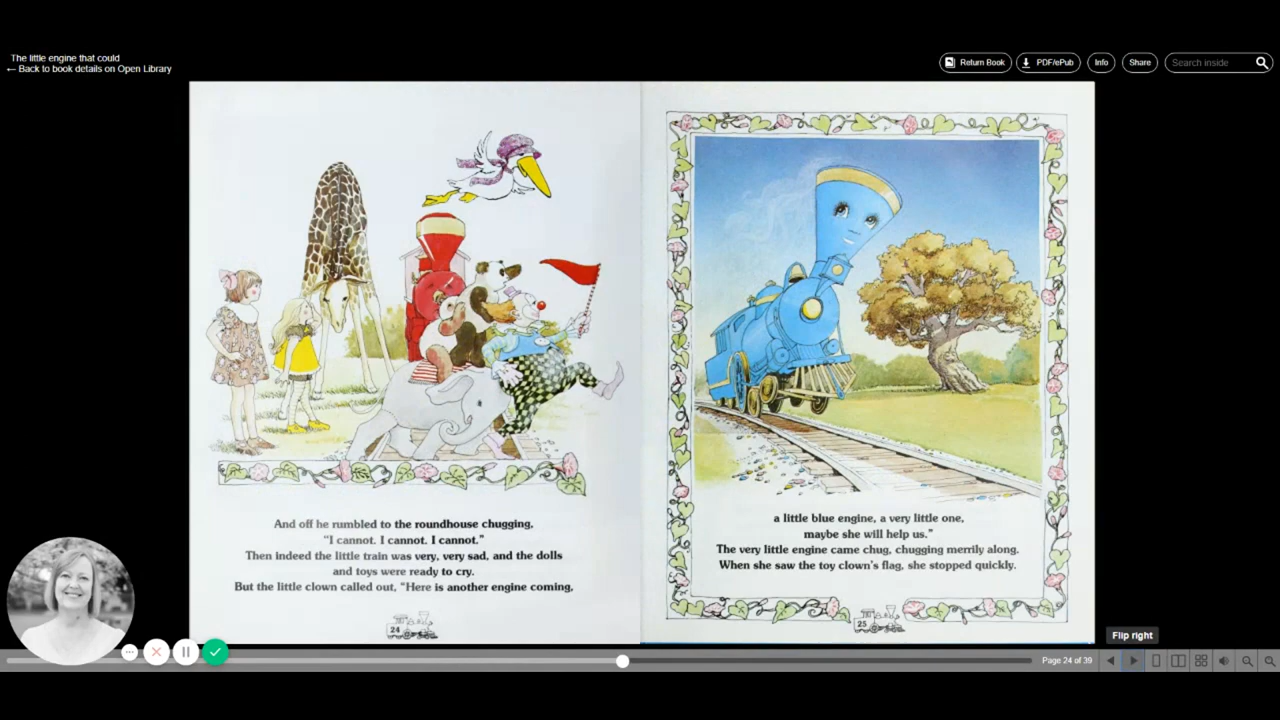 The little engine that could
← Back to book details on Open Library
Return Book
PDF/ePub
Info
Share
Search inside
And off he rumbled to the roundhouse chugging,
“I cannot. I cannot. I cannot.”
Then indeed the little train was very, very sad, and the dolls
and toys were ready to cry.
But the little clown called out, “Here is another engine coming,
24
a little blue engine, a very little one,
maybe she will help us.”
The very little engine came chug, chugging merrily along.
When she saw the toy clown’s flag, she stopped quickly.
25
Flip right
Page 24 of 39